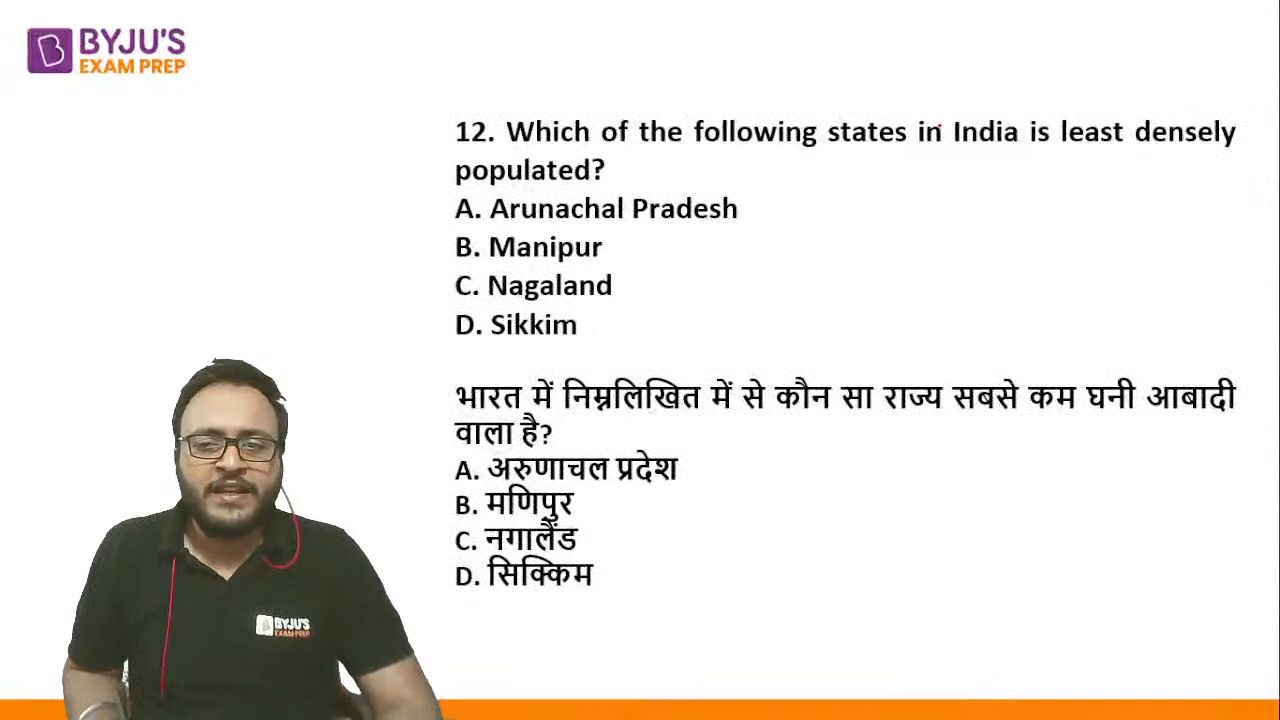 BYJU'S
EXAM PREP
12. Which of the following states in India is least densely
populated?
A. Arunachal Pradesh
B. Manipur
C. Nagaland
D. Sikkim
भारत में निम्नलिखित में से कौन सा राज्य सबसे कम घनी आबादी
वाला है?
A. अरुणाचल प्रदेश
B. मणिपुर
C. नगालैंड
D. सिक्किम
BYJU'S
EXAM PREP